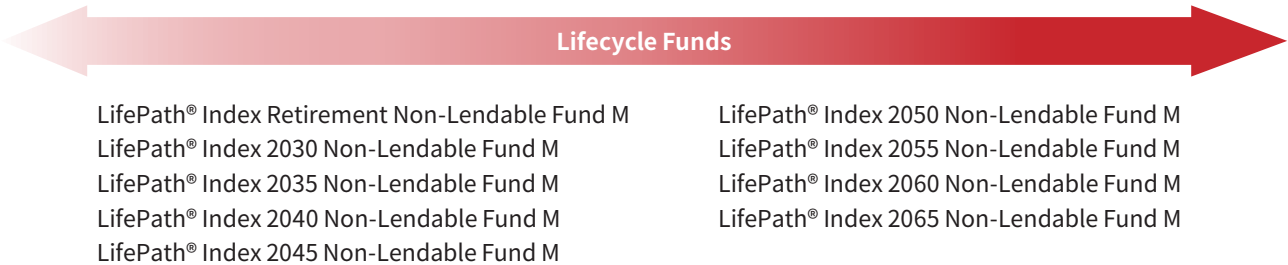 Lifecycle Funds
LifePath® Index Retirement Non-Lendable Fund M
LifePath® Index 2030 Non-Lendable Fund M
LifePath® Index 2035 Non-Lendable Fund M
LifePath® Index 2040 Non-Lendable Fund M
LifePath® Index 2045 Non-Lendable Fund M
LifePath® Index 2050 Non-Lendable Fund M
LifePath® Index 2055 Non-Lendable Fund M
LifePath® Index 2060 Non-Lendable Fund M
LifePath® Index 2065 Non-Lendable Fund M